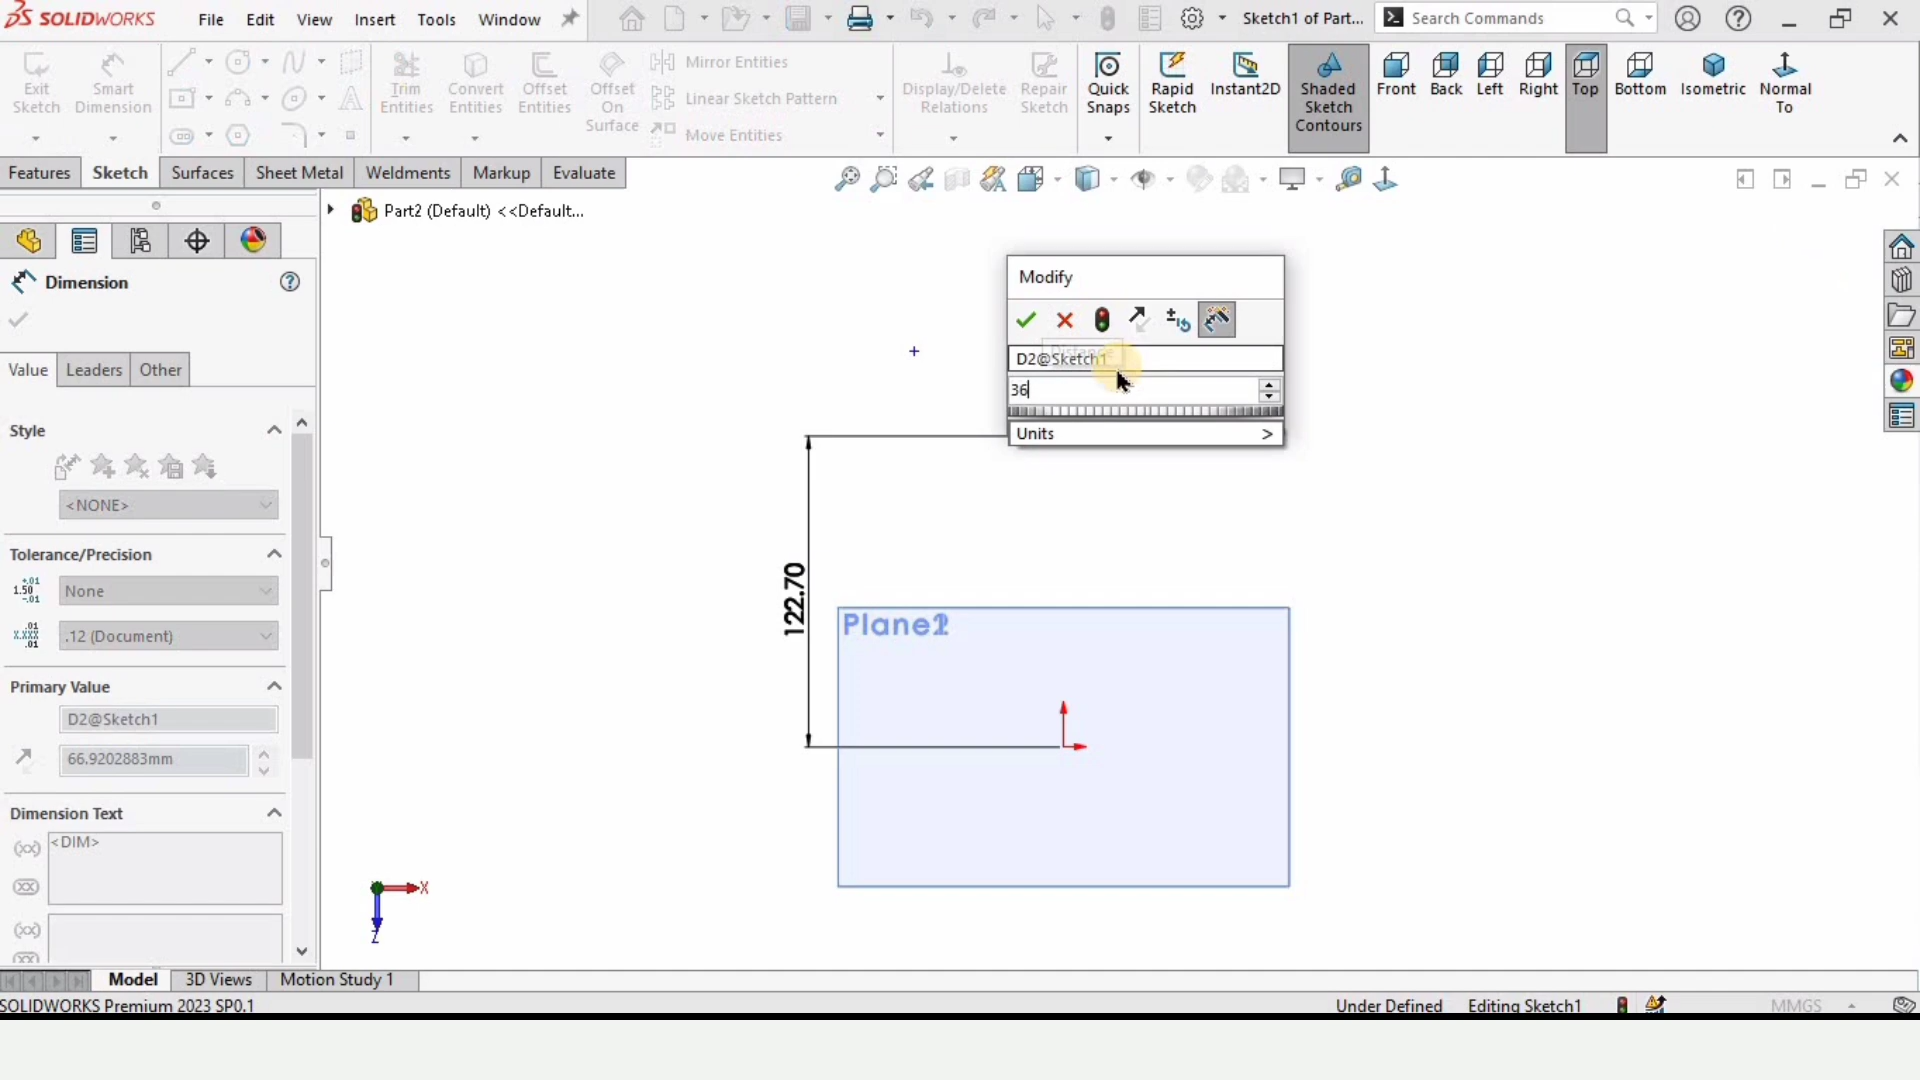 SOLIDWORKS
File Edit View Insert Tools Window
Sketch1 of Part...
Search Commands
Exit Sketch
Smart Dimension
Trim Entities
Convert Entities
Offset Entities
Offset On Surface
Mirror Entities
Linear Sketch Pattern
Move Entities
Display/Delete Relations
Repair Sketch
Quick Snaps
Rapid Sketch
Instant2D
Shaded Sketch Contours
Front
Back
Left
Right
Top
Bottom
Isometric
Normal To
Features Sketch Surfaces Sheet Metal Weldments Markup Evaluate
Part2 (Default) <<Default...
Dimension
Value Leaders Other
Style
<NONE>
Tolerance/Precision
None
.12 (Document)
Primary Value
D2@Sketch1
66.9202883mm
Dimension Text
<DIM>
Modify
D2@Sketch1
36
Units >
122.70
X
Z
Model 3D Views Motion Study 1
SOLIDWORKS Premium 2023 SP0.1
Under Defined Editing Sketch1 MMGS